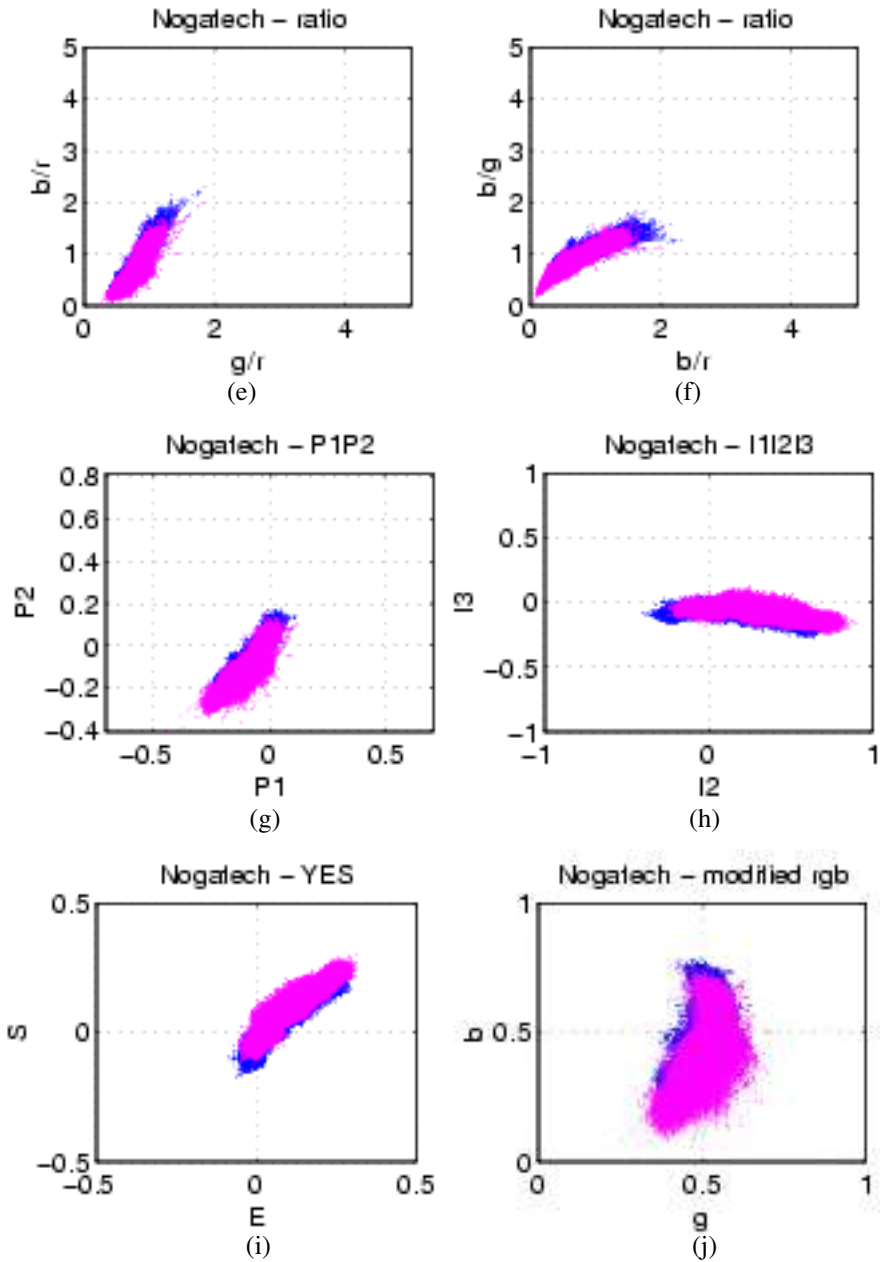 Nogatech – ratio
5
4
3
2
1
0
b/r
0 2 4
g/r
(e)
Nogatech – ratio
5
4
3
2
1
0
b/g
0 2 4
b/r
(f)
Nogatech – P1P2
0.8
0.6
0.4
0.2
0
−0.2
−0.4
P2
−0.5 0 0.5
P1
(g)
Nogatech – I1I2I3
1
0.5
0
−0.5
−1
I3
−1 0 1
I2
(h)
Nogatech – YES
0.5
0
−0.5
S
−0.5 0 0.5
E
(i)
Nogatech – modified rgb
1
0.5
0
b
0 0.5 1
g
(j)